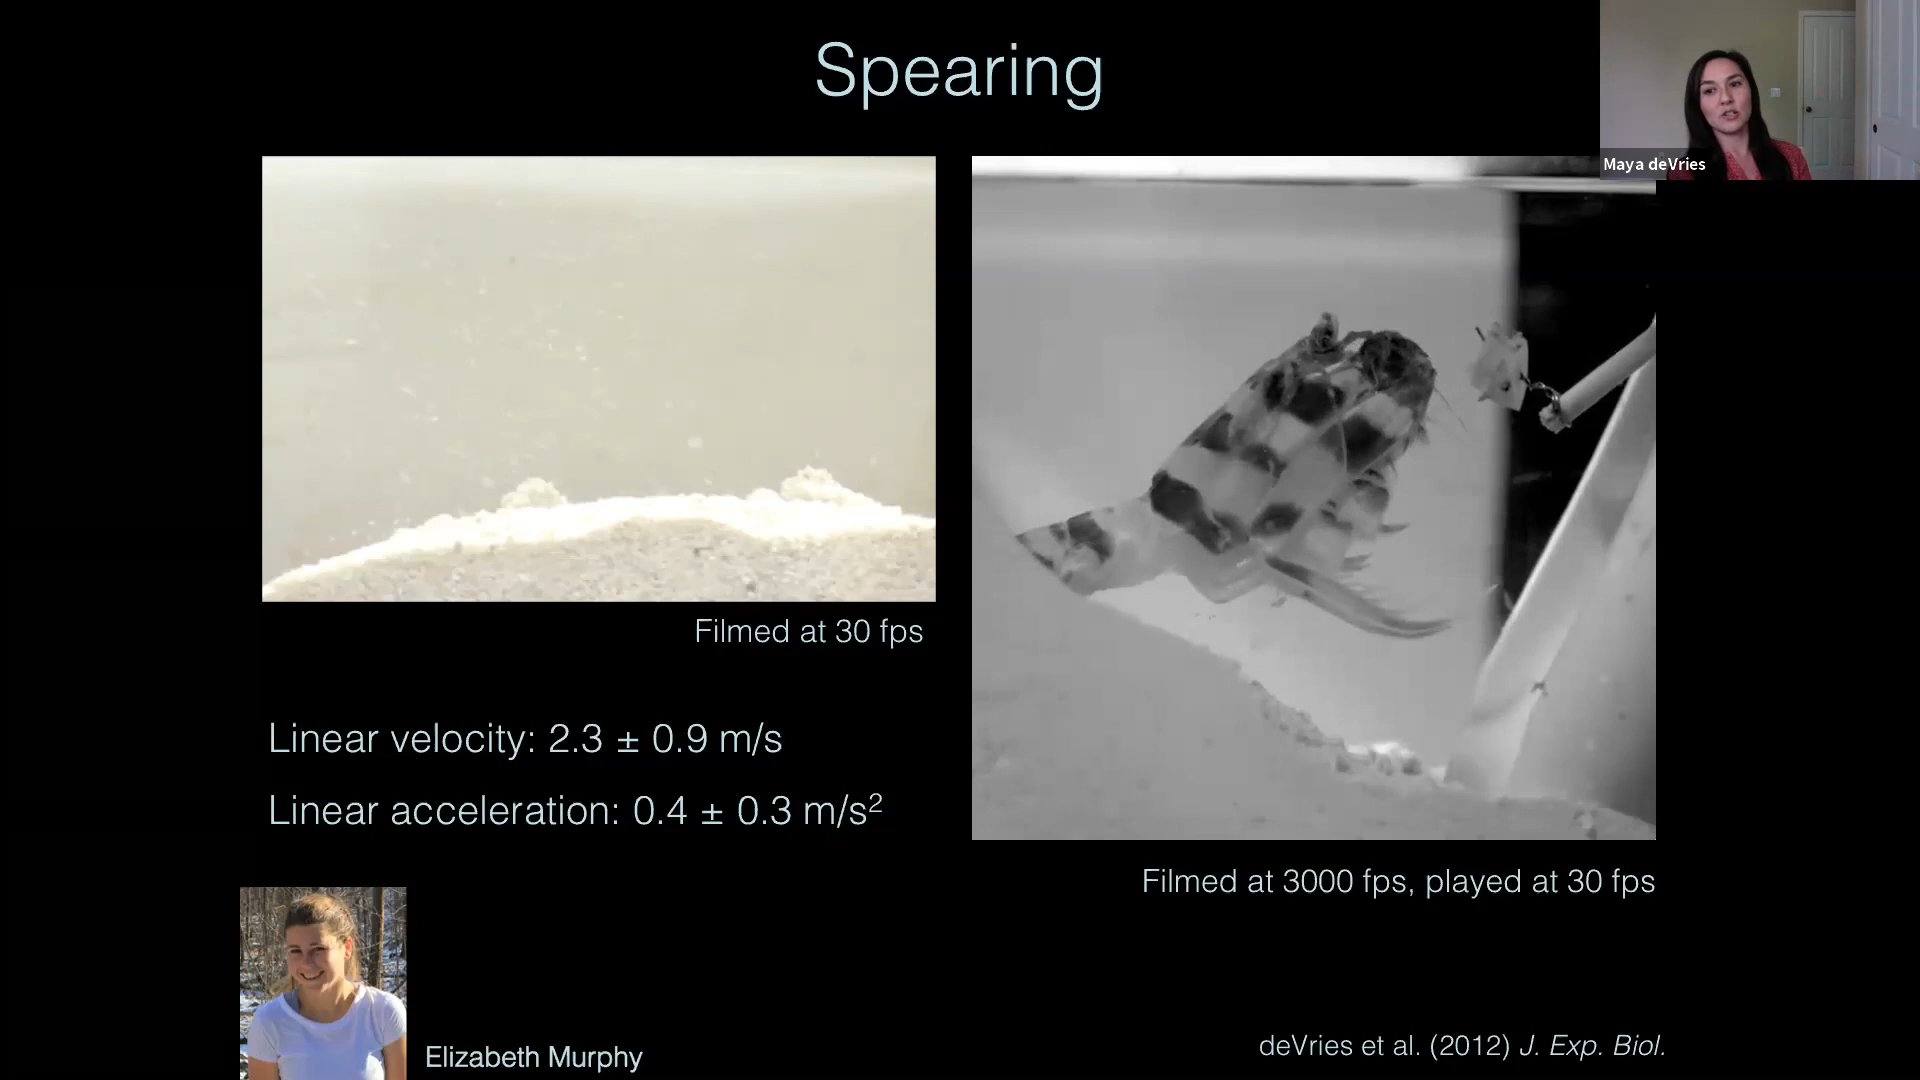 Spearing
Maya deVries
Filmed at 30 fps
Linear velocity: 2.3 ± 0.9 m/s
Linear acceleration: 0.4 ± 0.3 m/s²
Filmed at 3000 fps, played at 30 fps
Elizabeth Murphy
deVries et al. (2012) J. Exp. Biol.